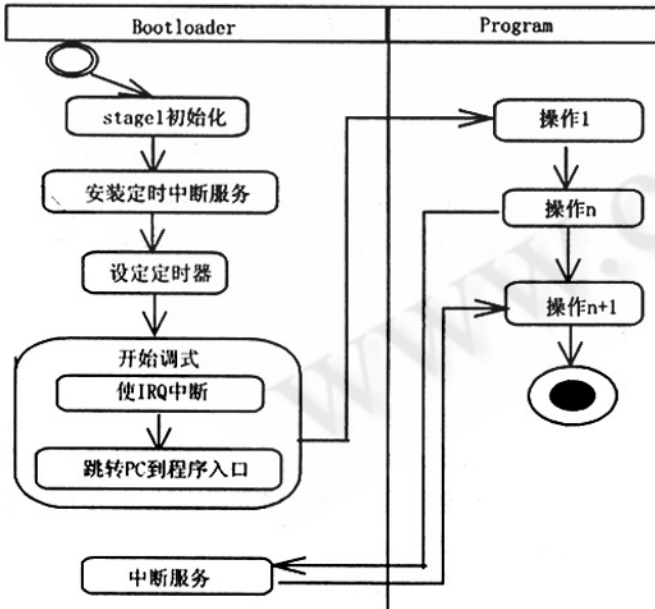 Bootloader
Program
stage1初始化
安装定时中断服务
设定定时器
开始调式
使IRQ中断
跳转PC到程序入口
中断服务
操作1
操作n
操作n+1
www.c